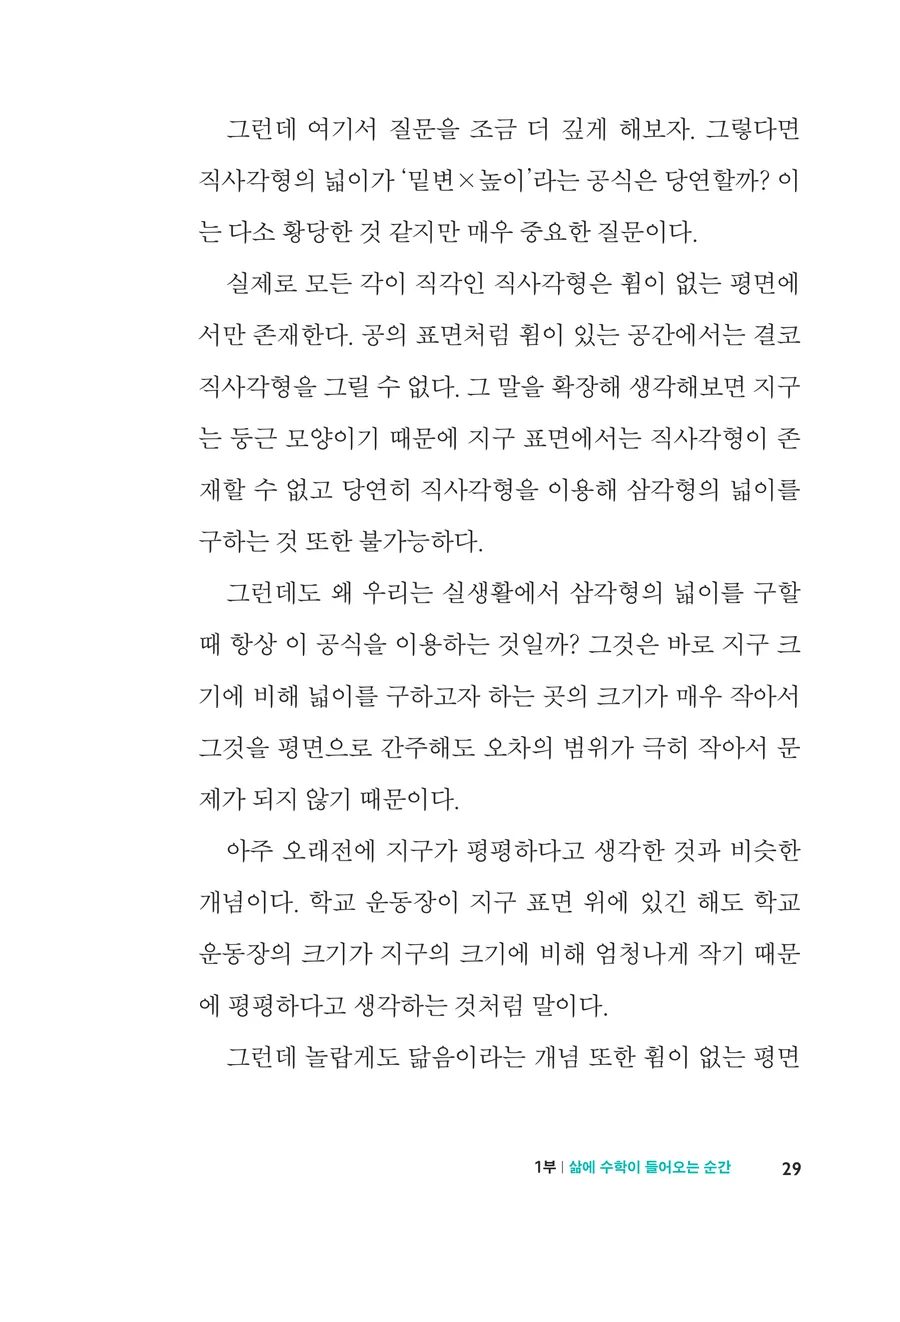 그런데 여기서 질문을 조금 더 깊게 해보자. 그렇다면
직사각형의 넓이가 ‘밑변×높이’라는 공식은 당연할까? 이
는 다소 황당한 것 같지만 매우 중요한 질문이다.
실제로 모든 각이 직각인 직사각형은 휨이 없는 평면에
서만 존재한다. 공의 표면처럼 휨이 있는 공간에서는 결코
직사각형을 그릴 수 없다. 그 말을 확장해 생각해보면 지구
는 둥근 모양이기 때문에 지구 표면에서는 직사각형이 존
재할 수 없고 당연히 직사각형을 이용해 삼각형의 넓이를
구하는 것 또한 불가능하다.
그런데도 왜 우리는 실생활에서 삼각형의 넓이를 구할
때 항상 이 공식을 이용하는 것일까? 그것은 바로 지구 크
기에 비해 넓이를 구하고자 하는 곳의 크기가 매우 작아서
그것을 평면으로 간주해도 오차의 범위가 극히 작아서 문
제가 되지 않기 때문이다.
아주 오래전에 지구가 평평하다고 생각한 것과 비슷한
개념이다. 학교 운동장이 지구 표면 위에 있긴 해도 학교
운동장의 크기가 지구의 크기에 비해 엄청나게 작기 때문
에 평평하다고 생각하는 것처럼 말이다.
그런데 놀랍게도 닮음이라는 개념 또한 휨이 없는 평면
1부 | 삶에 수학이 들어오는 순간 29